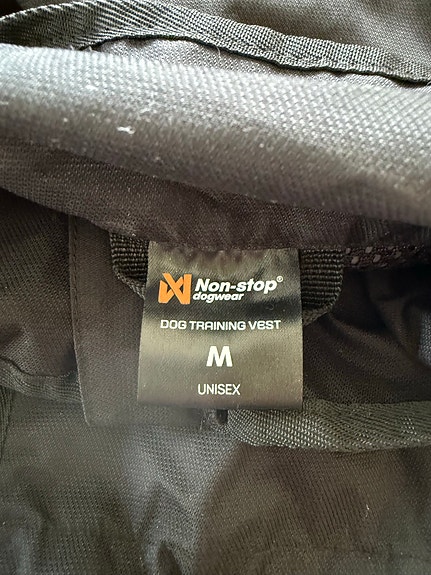 Non-stop®
dogwear
DOG TRAINING VEST
M
UNISEX